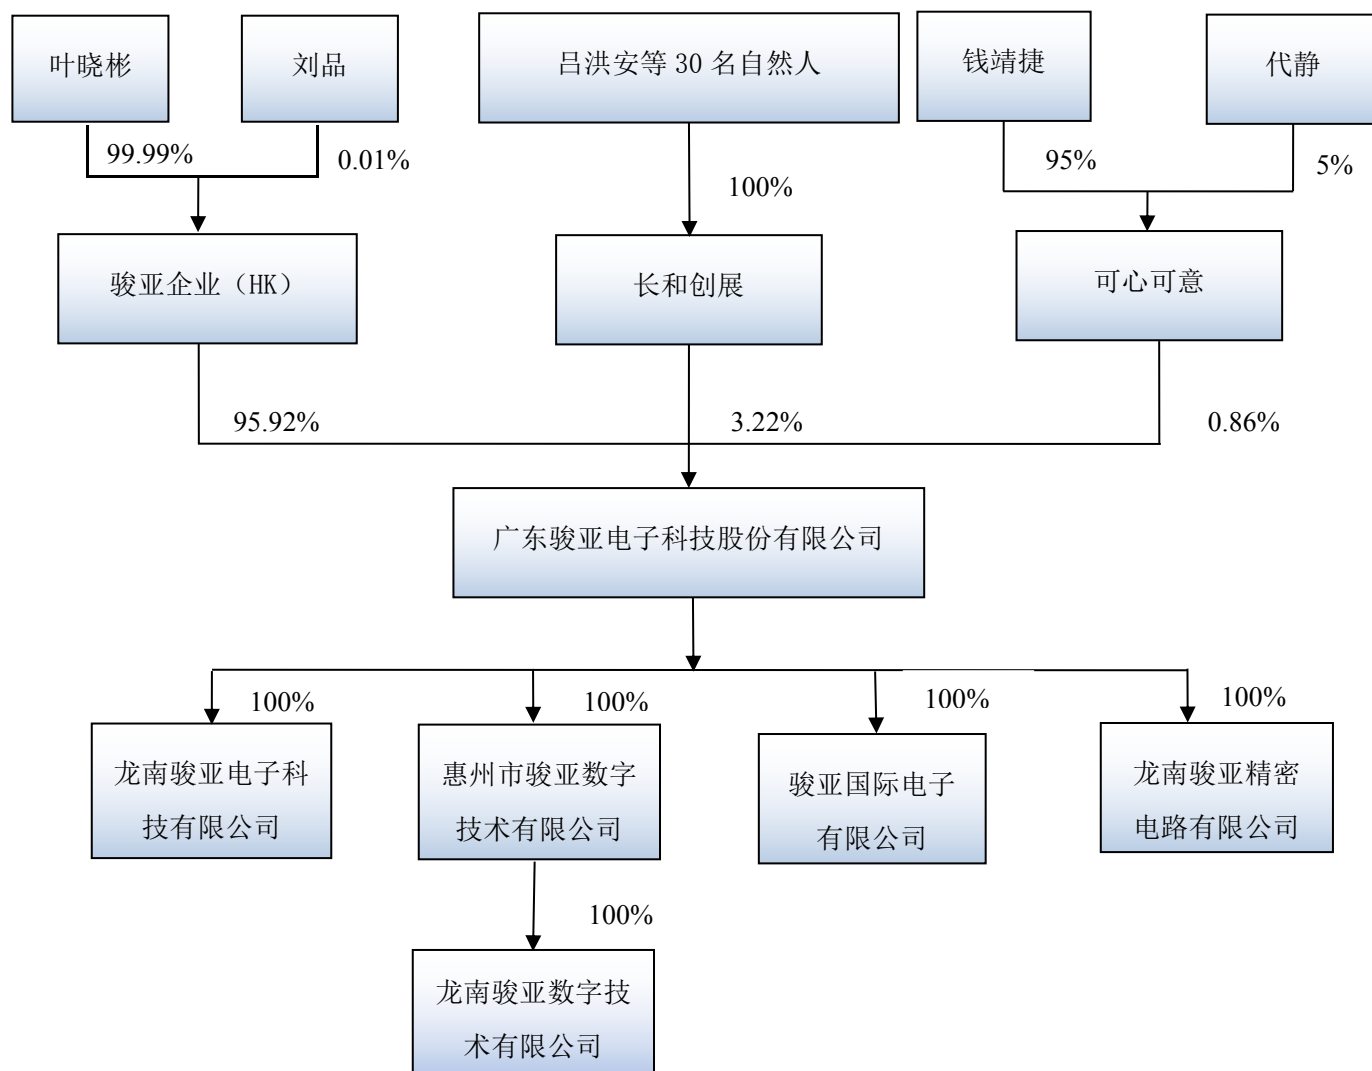 叶晓彬
刘品
吕洪安等 30 名自然人
钱靖捷
代静
99.99%
0.01%
100%
95%
5%
骏亚企业（HK）
长和创展
可心可意
95.92%
3.22%
0.86%
广东骏亚电子科技股份有限公司
100%
100%
100%
100%
龙南骏亚电子科
技有限公司
惠州市骏亚数字
技术有限公司
骏亚国际电子
有限公司
龙南骏亚精密
电路有限公司
100%
龙南骏亚数字技
术有限公司